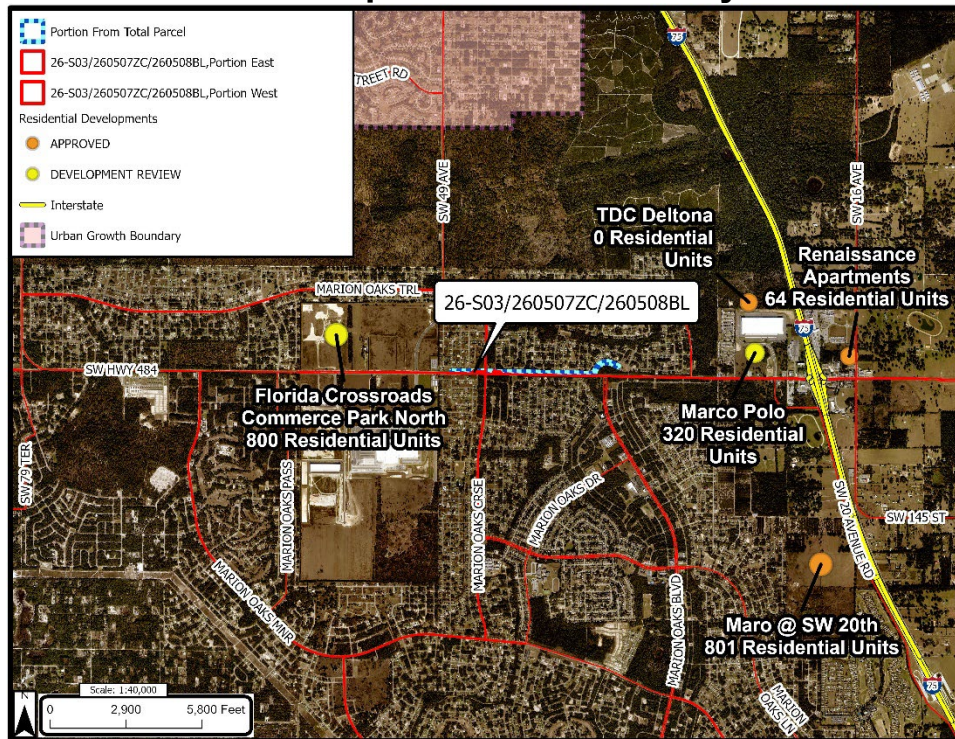 Portion From Total Parcel
26-S03/260507ZC/260508BL,Portion East
26-S03/260507ZC/260508BL,Portion West
Residential Developments
APPROVED
DEVELOPMENT REVIEW
Interstate
Urban Growth Boundary
75
STREET RD
SW 49 AVE
SW 16 AVE
TDC Deltona
0 Residential
Units
Renaissance
Apartments
64 Residential Units
MARION OAKS TRL
26-S03/260507ZC/260508BL
75
SW HWY 484
Florida Crossroads
Commerce Park North
800 Residential Units
Marco Polo
320 Residential
Units
SW 79 TER
MARION OAKS PASS
MARION OAKS CRSE
MARION OAKS DR
SW 20 AVENUE RD
SW 145 ST
MARION OAKS MNR
MARION OAKS BLVD
Maro @ SW 20th
801 Residential Units
MARION
OAKS LN
75
Scale: 1:40,000
N
0 2,900 5,800 Feet